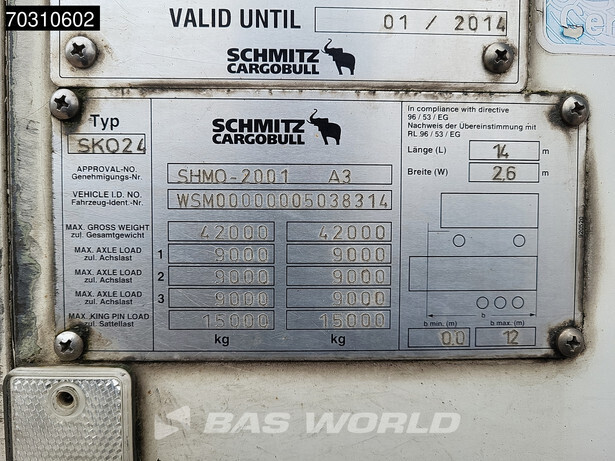 70310602
VALID UNTIL 01 / 2014
SCHMITZ
CARGOBULL
Typ
SKO24
SCHMITZ
CARGOBULL
In compliance with directive
96 / 53 / EG
Nachweis der Übereinstimmung mit
RL 96 / 53 / EG
Länge (L) 14 m
Breite (W) 2.6 m
APPROVAL-NO.
Genehmigungs-Nr. SHMO-2001 A3
VEHICLE I.D. NO.
Fahrzeug-Ident.-Nr. WSM00000005038314
MAX. GROSS WEIGHT
zul. Gesamtgewicht 42000 42000
MAX. AXLE LOAD
zul. Achslast 1 9000 9000
MAX. AXLE LOAD
zul. Achslast 2 9000 9000
MAX. AXLE LOAD
zul. Achslast 3 9000 9000
MAX. KING PIN LOAD
zul. Sattellast 15000 15000
kg kg
b
b min. (m) b max. (m)
0.0 12
BAS WORLD